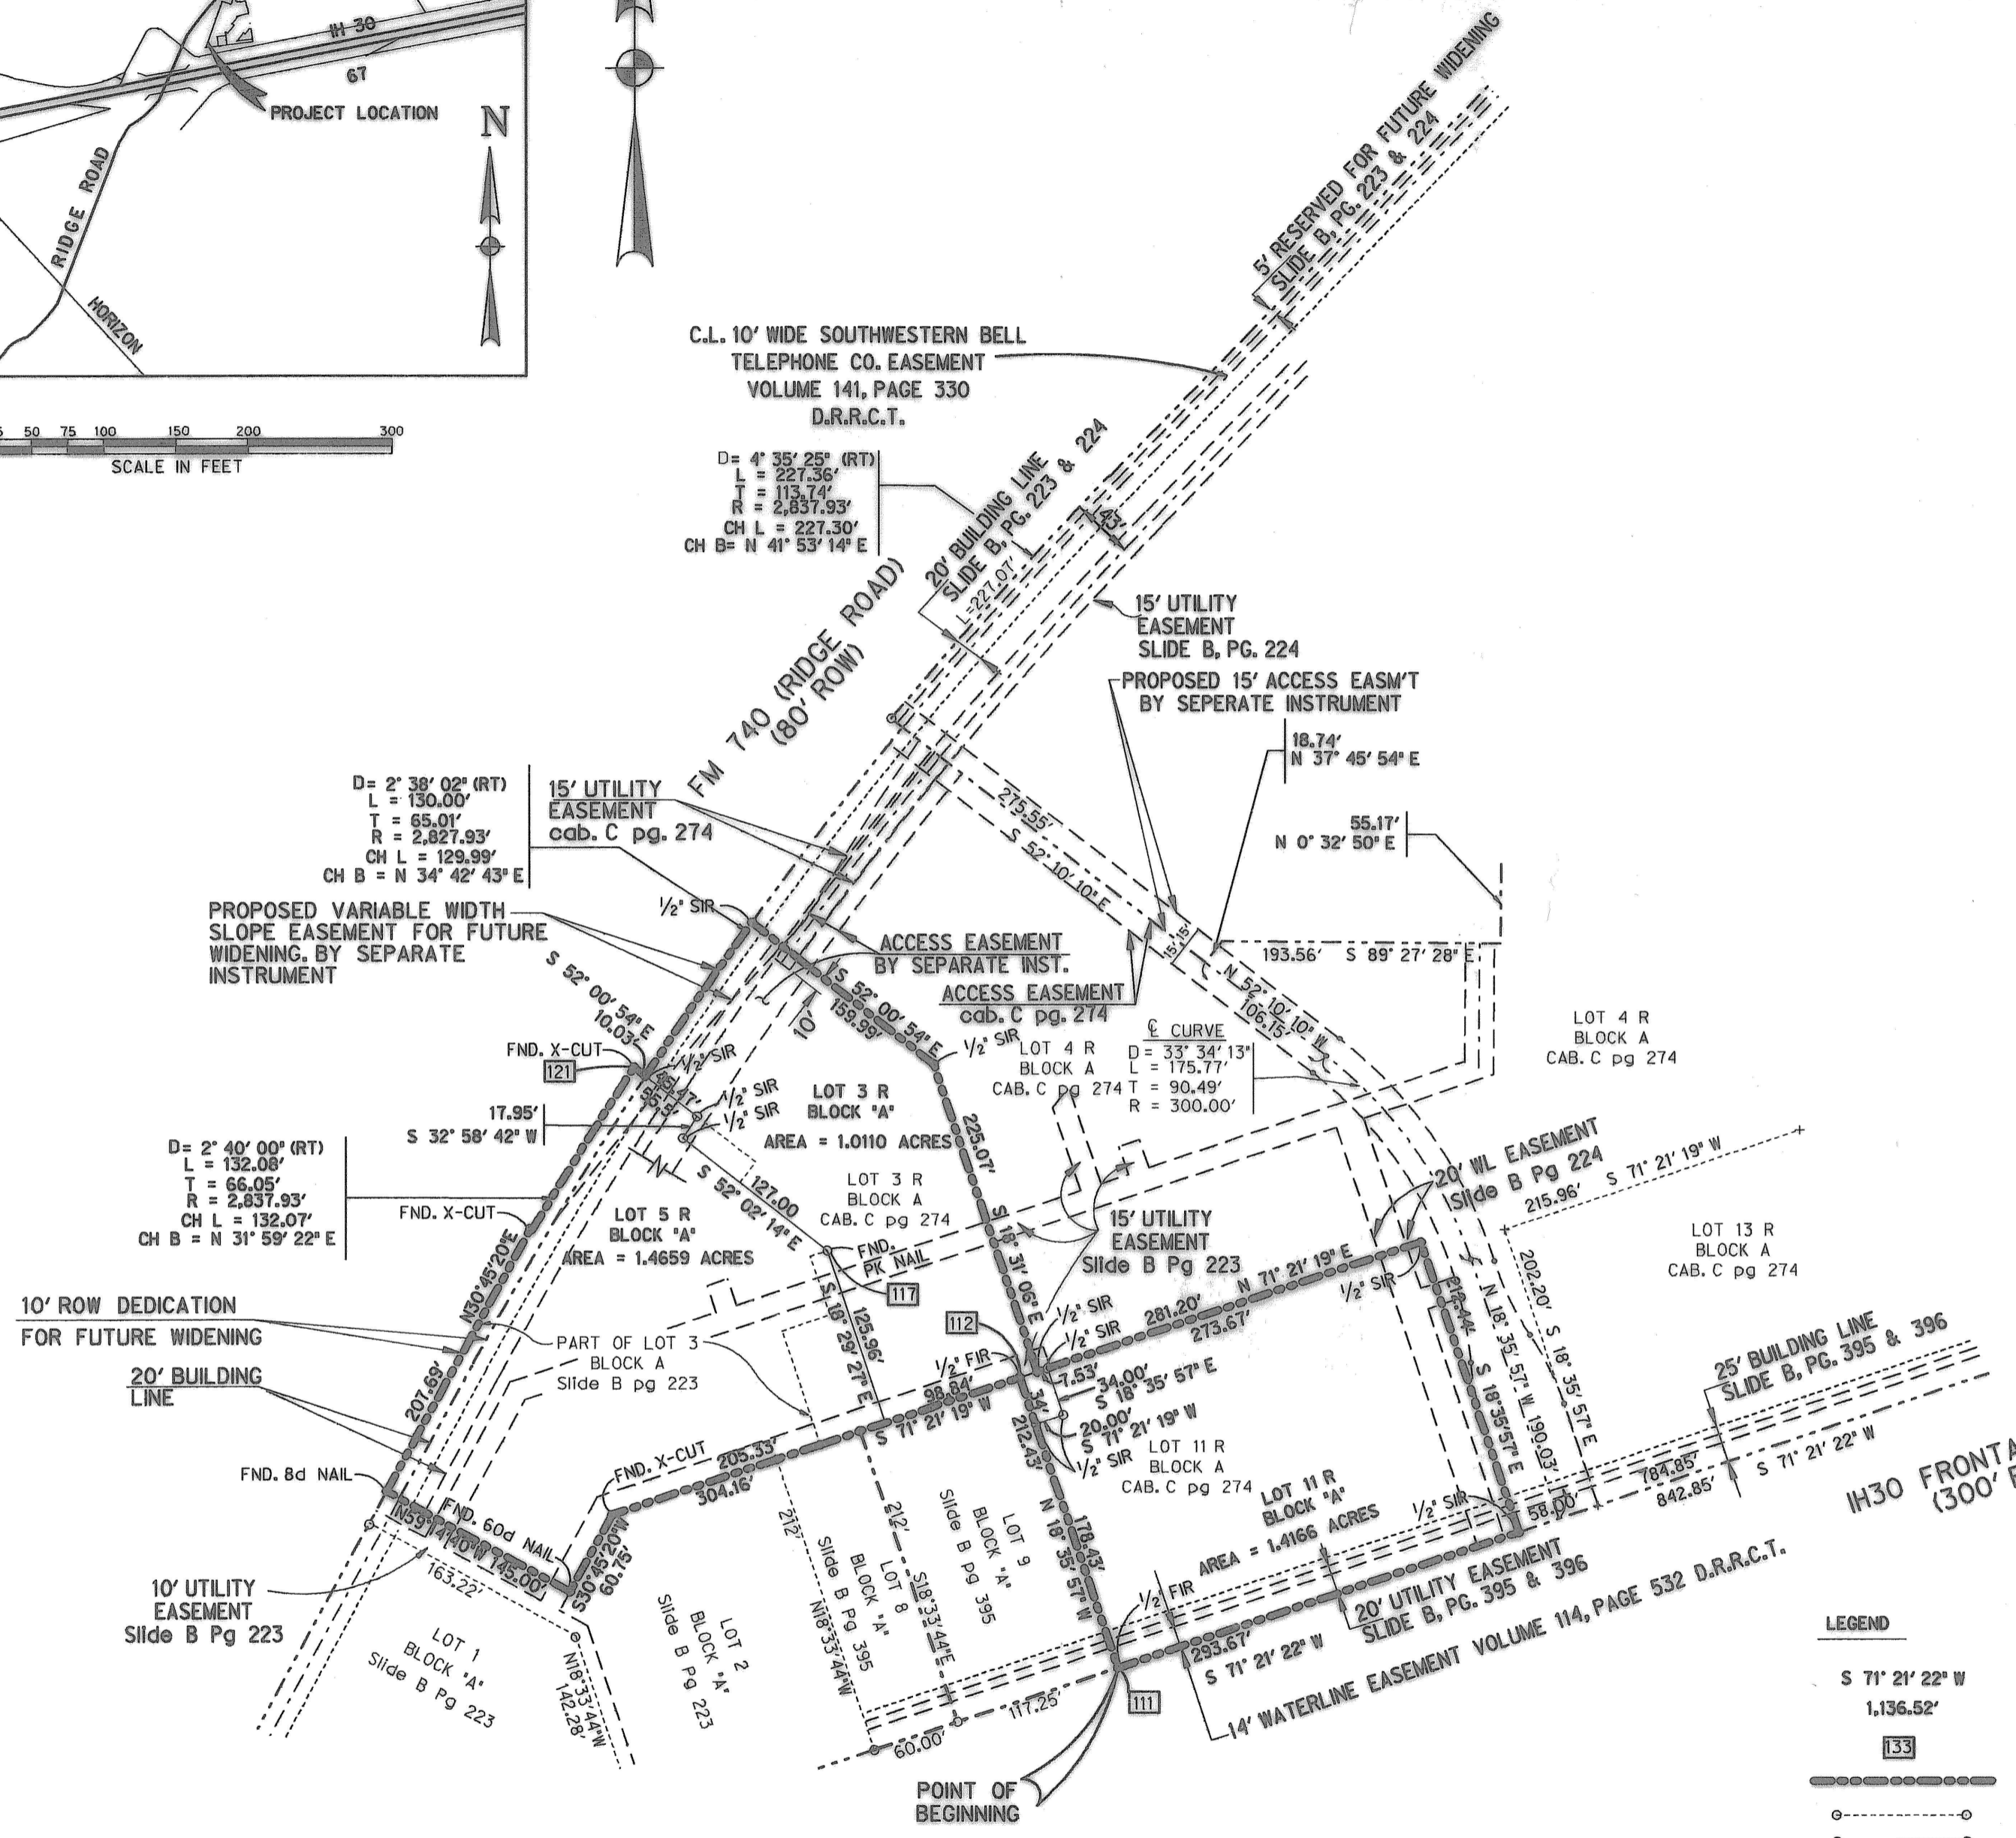 IH 30
67
PROJECT LOCATION
N
RIDGE ROAD
HORIZON
50 75 100 150 200 300
SCALE IN FEET
5' RESERVED FOR FUTURE WIDENING
SLIDE B, PG. 223 & 224
C.L. 10' WIDE SOUTHWESTERN BELL
TELEPHONE CO. EASEMENT
VOLUME 141, PAGE 330
D.R.R.C.T.
D= 4° 35' 25" (RT)
L = 227.36'
T = 113.74'
R = 2,837.93'
CH L = 227.30'
CH B= N 41° 53' 14" E
20' BUILDING LINE
SLIDE B, PG. 223 & 224
L=227.07'
43'
FM 740 (RIDGE ROAD)
(80' ROW)
15' UTILITY
EASEMENT
SLIDE B, PG. 224
PROPOSED 15' ACCESS EASM'T
BY SEPERATE INSTRUMENT
18.74'
N 37° 45' 54" E
55.17'
N 0° 32' 50" E
275.55'
S 52° 10' 10" E
D= 2° 38' 02" (RT)
L = 130.00'
T = 65.01'
R = 2,827.93'
CH L = 129.99'
CH B = N 34° 42' 43" E
15' UTILITY
EASEMENT
cab. C pg. 274
1/2" SIR
PROPOSED VARIABLE WIDTH
SLOPE EASEMENT FOR FUTURE
WIDENING. BY SEPARATE
INSTRUMENT
S 52° 00' 54" E
10.03'
ACCESS EASEMENT
BY SEPARATE INST.
S 52° 00' 54" E
159.99'
10'
ACCESS EASEMENT
cab. C pg. 274
15' 15'
193.56' S 89° 27' 28" E
N 52° 10' 10" W
106.15'
FND. X-CUT
121
1/2" SIR
1/2" SIR
1/2" SIR
1/2" SIR
LOT 4 R
BLOCK A
CAB. C pg 274
℄ CURVE
D = 33° 34' 13"
L = 175.77'
T = 90.49'
R = 300.00'
LOT 4 R
BLOCK A
CAB. C pg 274
LOT 3 R
BLOCK "A"
AREA = 1.0110 ACRES
17.95'
S 32° 58' 42" W
225.07'
S 18° 31' 06" E
D= 2° 40' 00" (RT)
L = 132.08'
T = 66.05'
R = 2,837.93'
CH L = 132.07'
CH B = N 31° 59' 22" E
FND. X-CUT
127.00
S 52° 02' 14" E
LOT 3 R
BLOCK A
CAB. C pg 274
LOT 5 R
BLOCK "A"
AREA = 1.4659 ACRES
FND.
PK NAIL
117
15' UTILITY
EASEMENT
Slide B Pg 223
20' WL EASEMENT
Slide B Pg 224
215.96' S 71° 21' 19" W
LOT 13 R
BLOCK A
CAB. C pg 274
N30°45'20"E
207.69'
10' ROW DEDICATION
FOR FUTURE WIDENING
20' BUILDING
LINE
PART OF LOT 3
BLOCK A
Slide B pg 223
125.96'
S 18° 29' 27" E
112
1/2" SIR
1/2" SIR
1/2" FIR
N 71° 21' 19" E
281.20'
273.67'
1/2" SIR
212.44'
S 18°35'57" E
N 18° 35' 57" W 190.03'
202.20' S 18° 35' 57" E
7.53'
34.00'
S 18° 35' 57" E
34'
20.00'
S 71° 21' 19" W
1/2" SIR
98.84'
S 71° 21' 19" W
212.43'
178.43'
N 18° 35' 57" W
LOT 11 R
BLOCK A
CAB. C pg 274
LOT 11 R
BLOCK "A"
AREA = 1.4166 ACRES
1/2" SIR
58.00'
25' BUILDING LINE
SLIDE B, PG. 395 & 396
784.85'
842.85' S 71° 21' 22" W
IH30 FRONTA
(300'
FND. 8d NAIL
N59°14'40"W 145.00'
FND. 60d NAIL
163.22'
FND. X-CUT
205.33'
304.16'
S30°45'20"W
60.75'
10' UTILITY
EASEMENT
Slide B Pg 223
LOT 1
BLOCK "A"
Slide B Pg 223
N18°33'44"W
142.28'
LOT 2
BLOCK "A"
Slide B Pg 223
212'
N18°33'44"W
LOT 8
BLOCK "A"
Slide B Pg 395
212'
S18°33'44"E
LOT 9
BLOCK "A"
Slide B pg 395
1/2" FIR
111
117.25'
60.00'
POINT OF
BEGINNING
293.67'
S 71° 21' 22" W
20' UTILITY EASEMENT
SLIDE B, PG. 395 & 396
14' WATERLINE EASEMENT VOLUME 114, PAGE 532 D.R.R.C.T.
LEGEND
S 71° 21' 22" W
1,136.52'
133